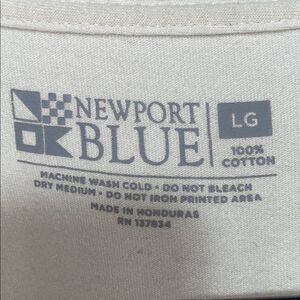 NEWPORT
BLUE
LG
100%
COTTON
MACHINE WASH COLD • DO NOT BLEACH
DRY MEDIUM • DO NOT IRON PRINTED AREA
MADE IN HONDURAS
RN 137834